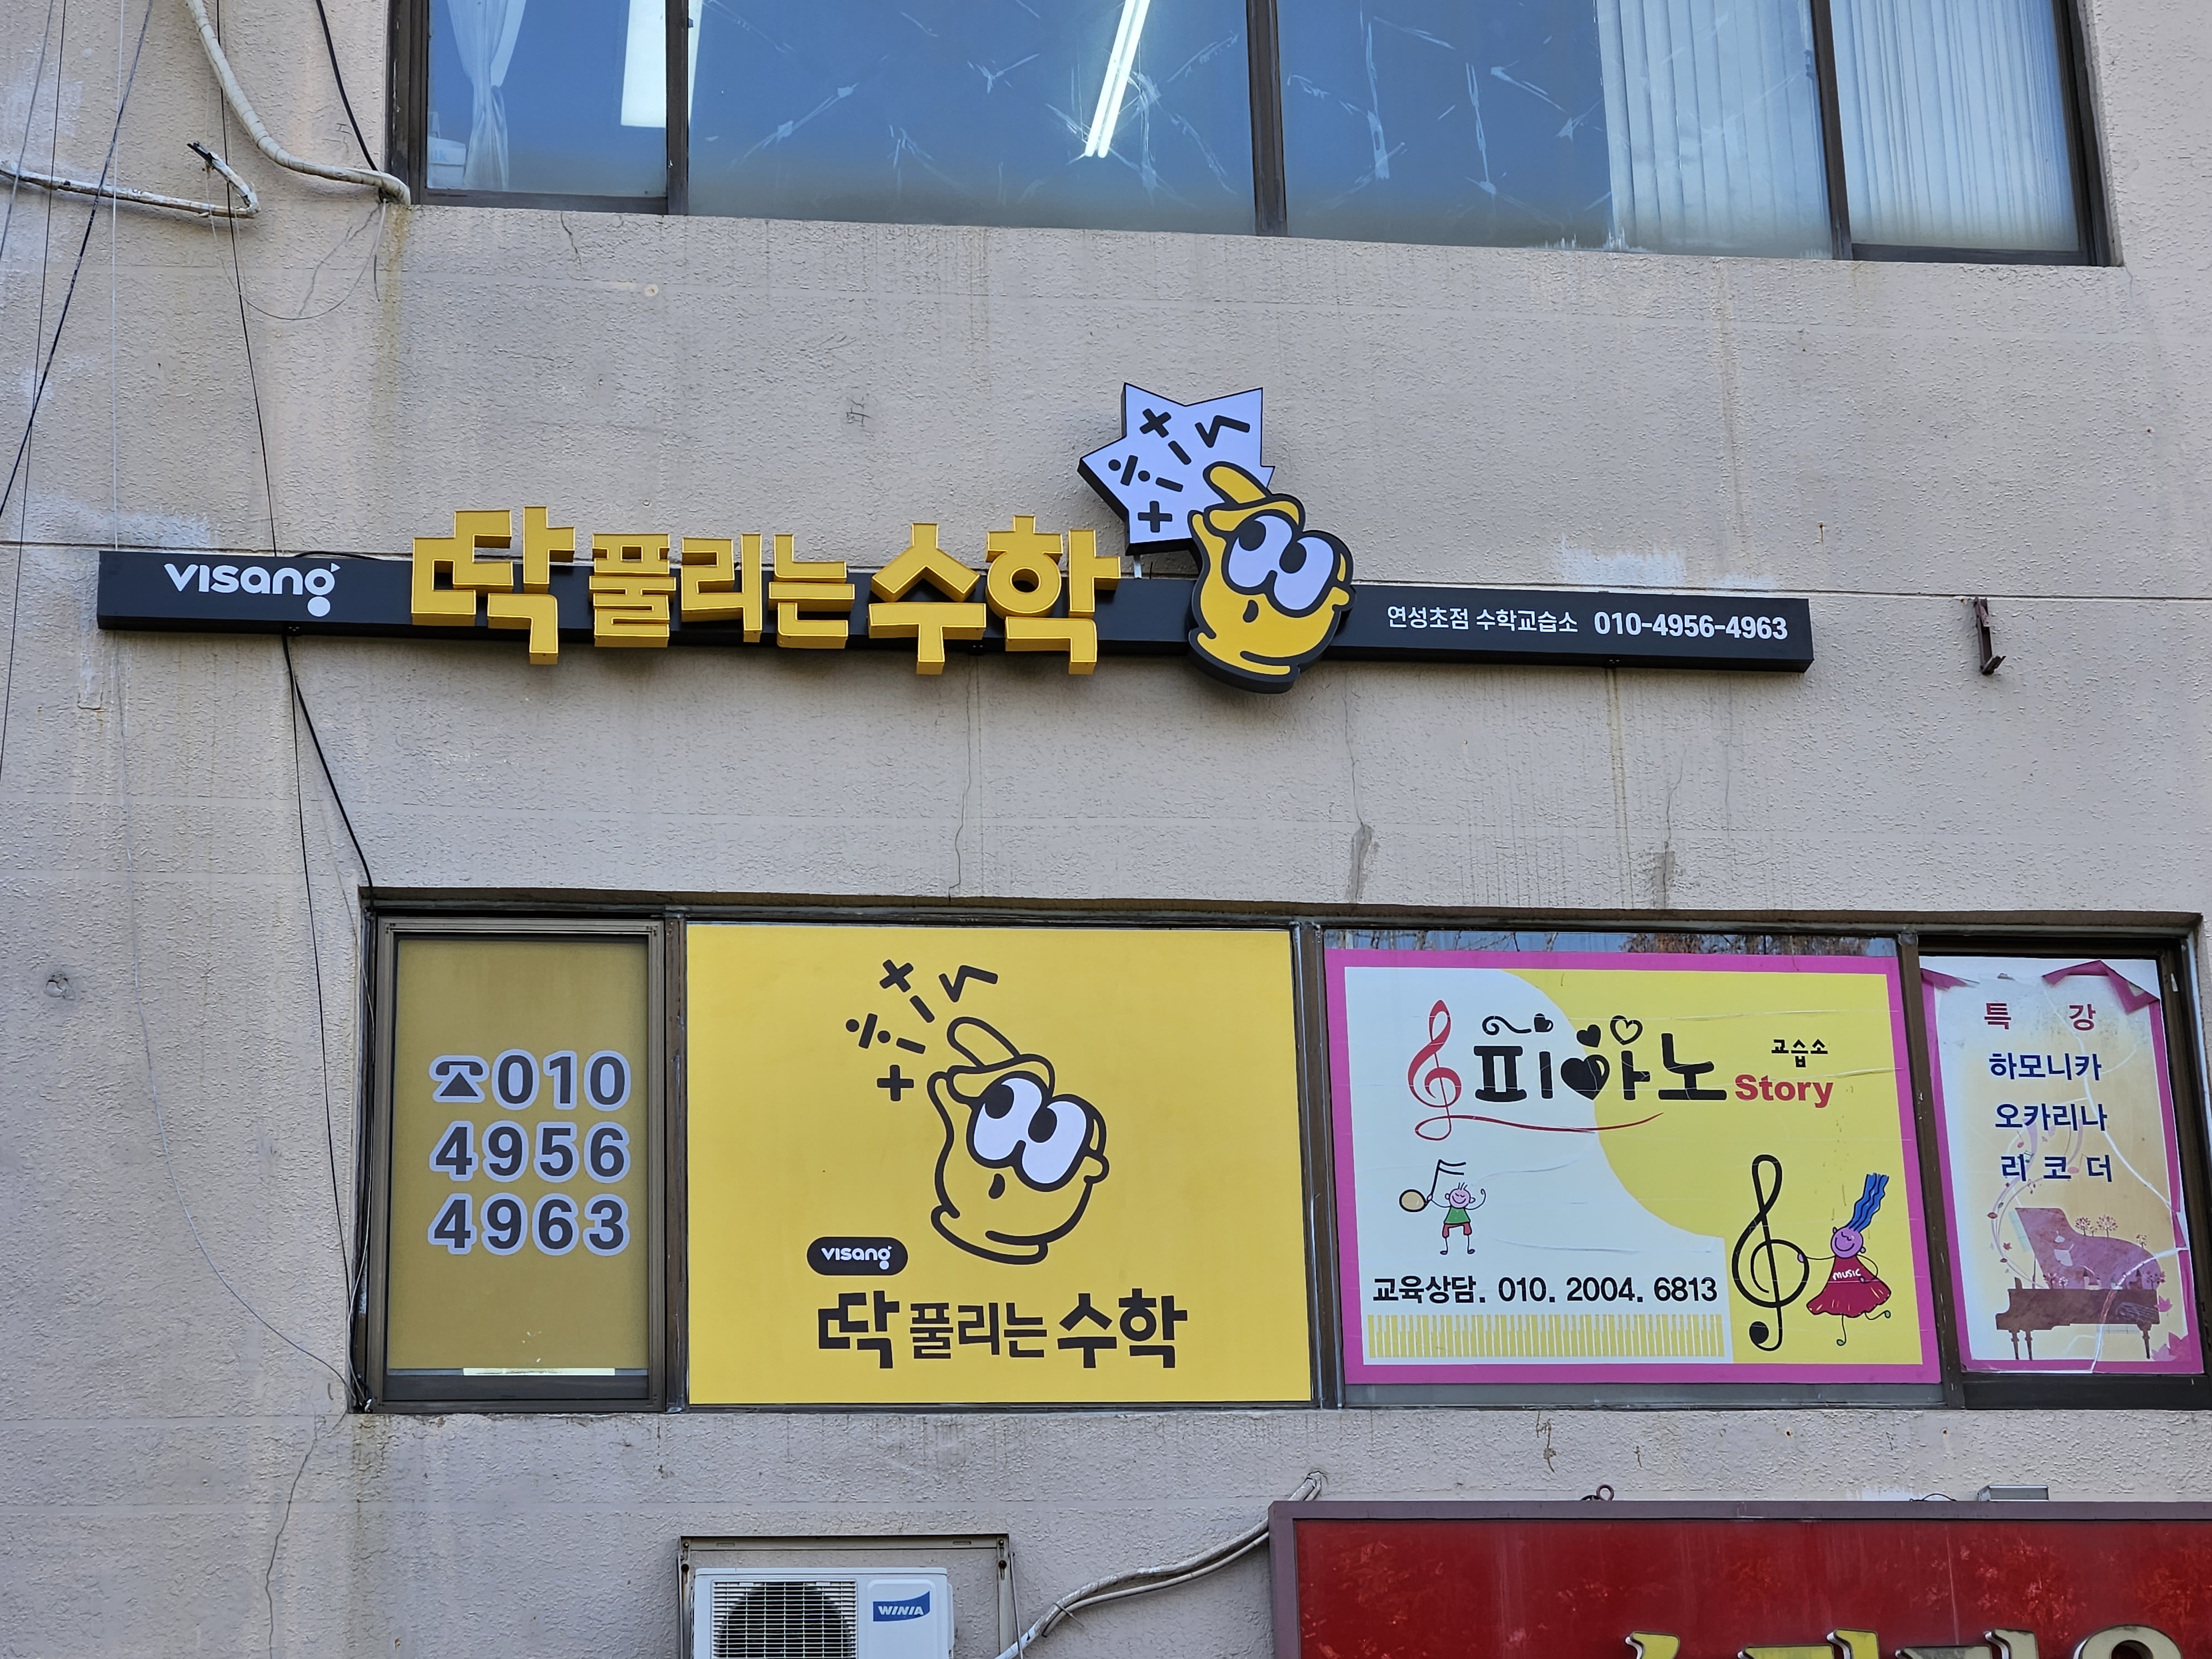 visang 딱 풀리는 수학 연성초점 수학교습소 010-4956-4963
☎010
4956
4963
visang
딱 풀리는 수학
피아노 교습소 Story
MUSIC
교육상담. 010. 2004. 6813
특 강
하모니카
오카리나
리 코 더
WINIA